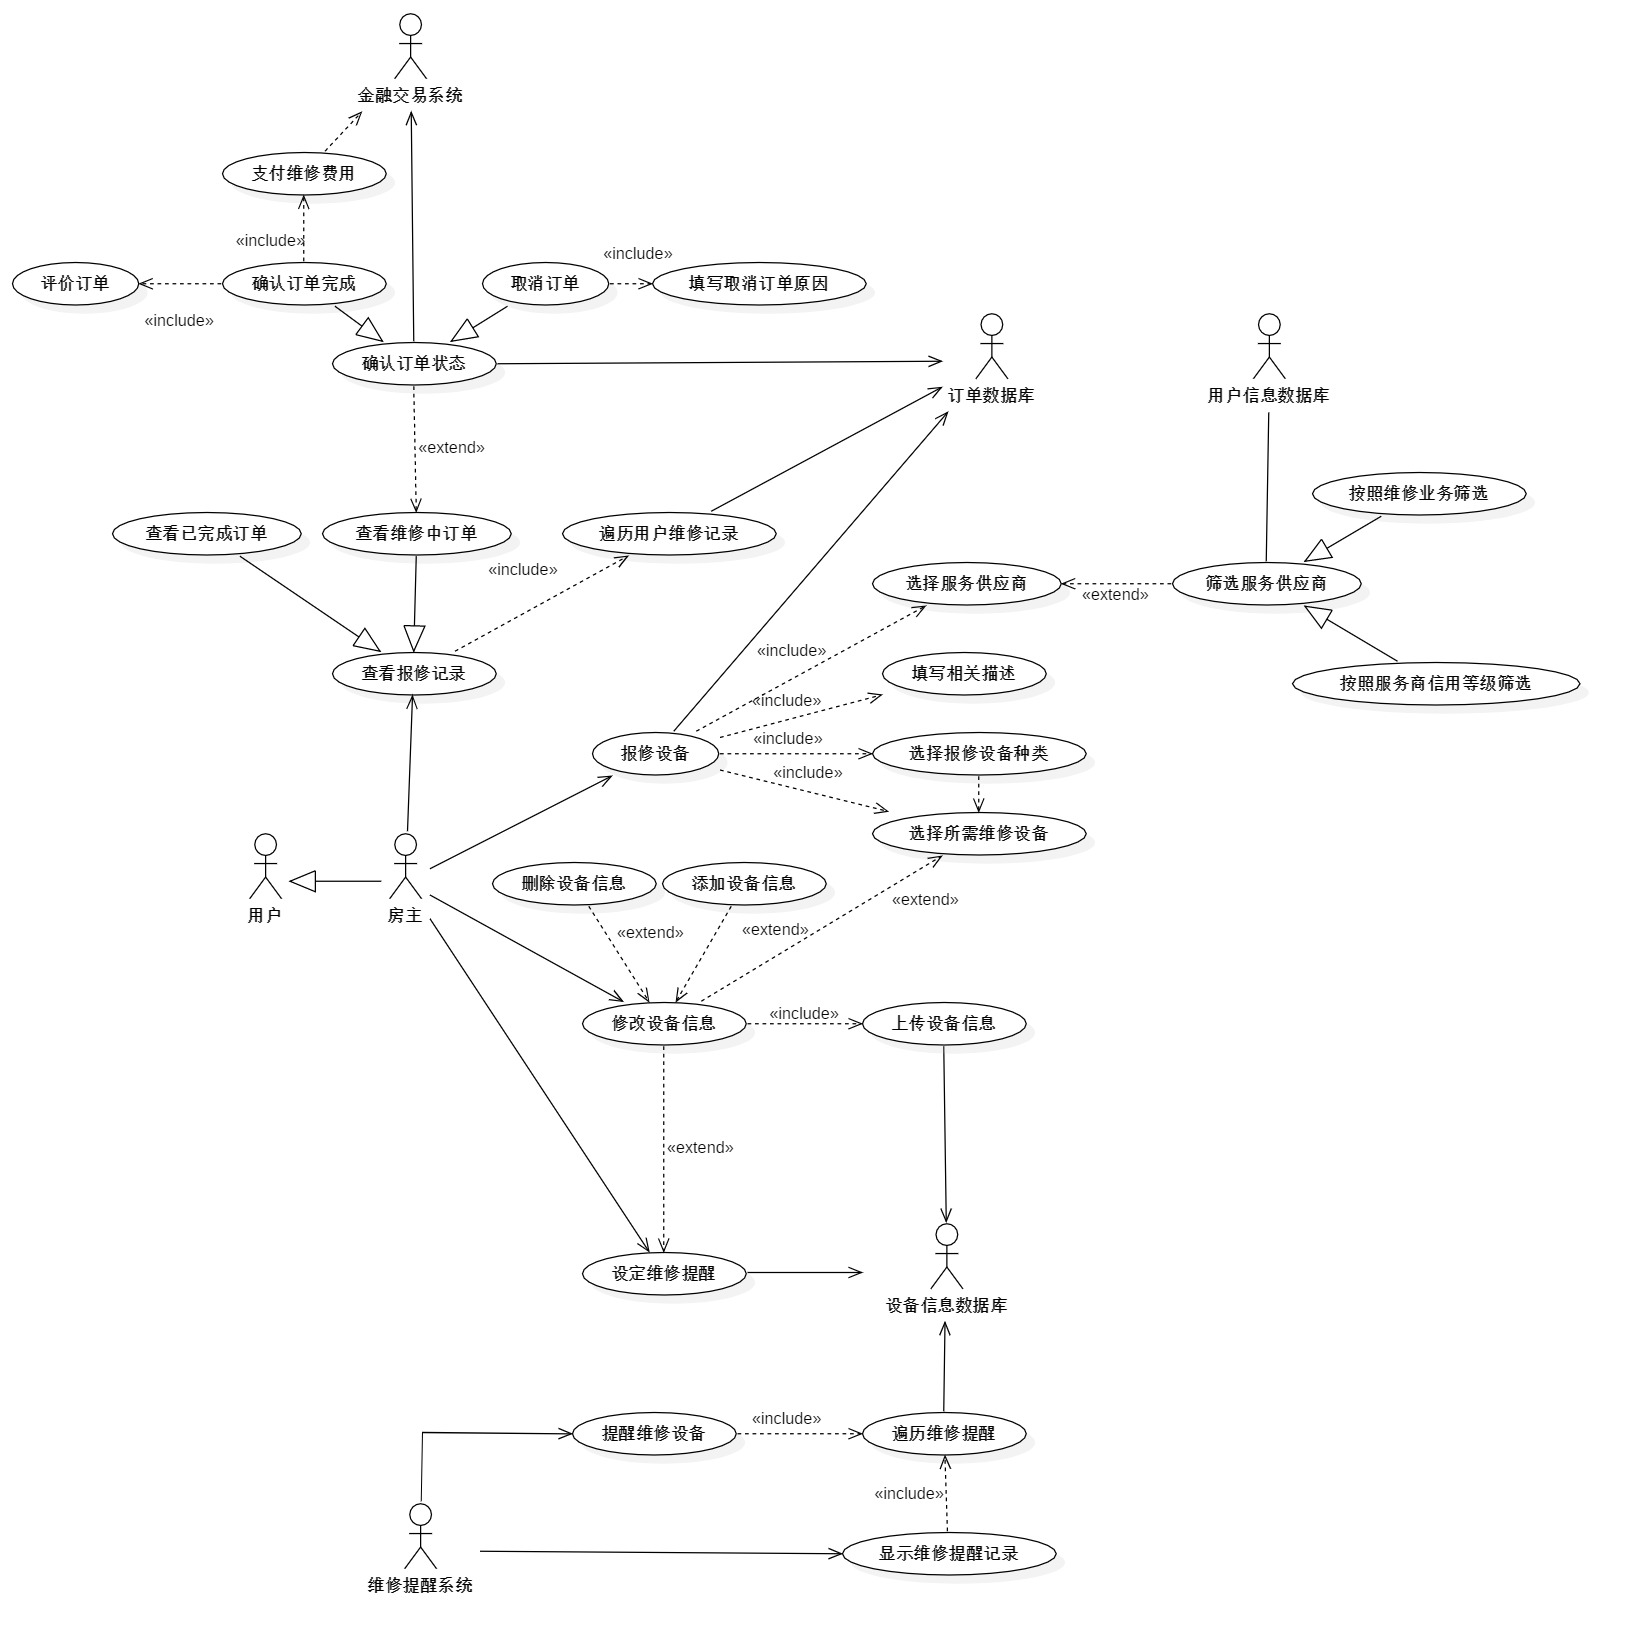 金融交易系统
支付维修费用
«include»
«include»
评价订单
确认订单完成
取消订单
填写取消订单原因
«include»
确认订单状态
订单数据库
用户信息数据库
«extend»
按照维修业务筛选
查看已完成订单
查看维修中订单
遍历用户维修记录
«include»
选择服务供应商
筛选服务供应商
«extend»
«include»
查看报修记录
填写相关描述
按照服务商信用等级筛选
«include»
«include»
报修设备
选择报修设备种类
«include»
选择所需维修设备
删除设备信息
添加设备信息
«extend»
用户
房主
«extend»
«extend»
«include»
修改设备信息
上传设备信息
«extend»
设定维修提醒
设备信息数据库
«include»
提醒维修设备
遍历维修提醒
«include»
显示维修提醒记录
维修提醒系统